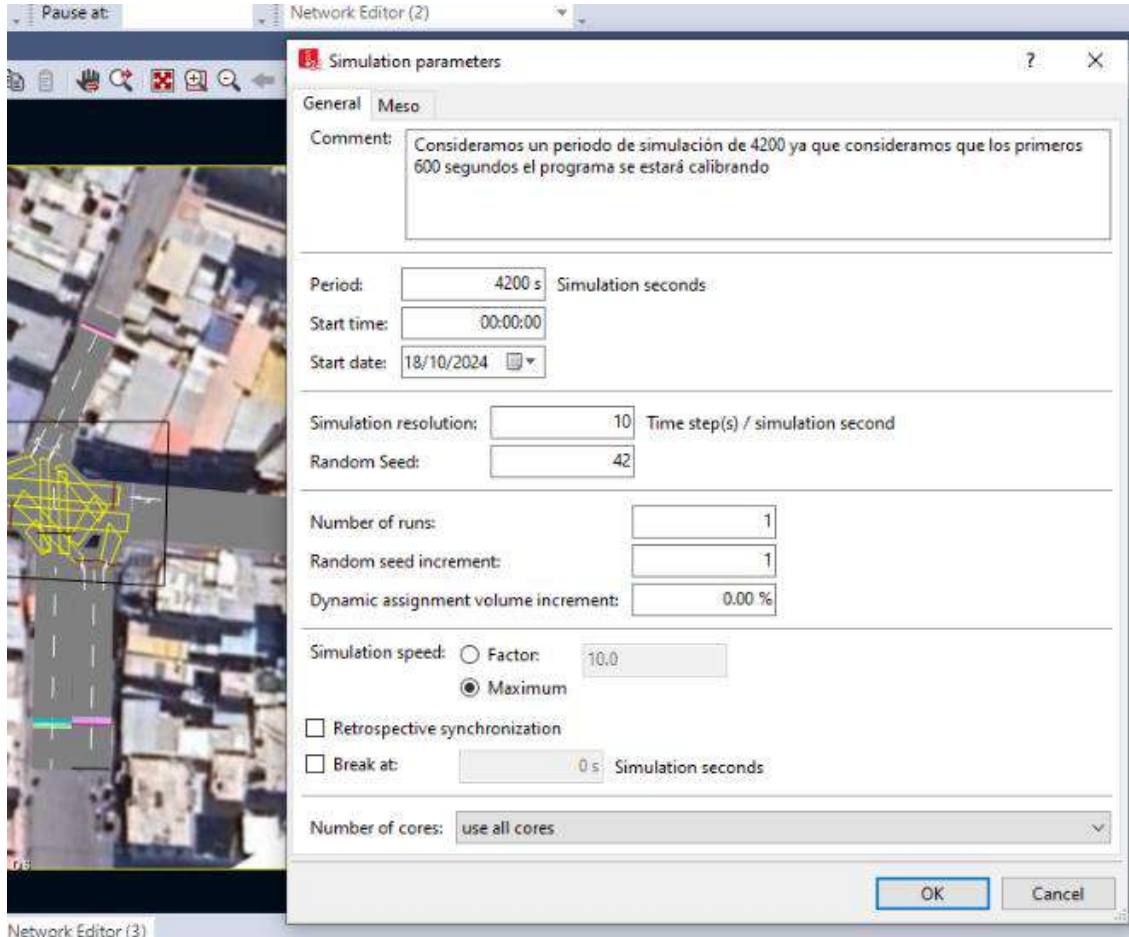 Pause at:
Network Editor (2)
Simulation parameters
? X
General Meso
Comment: Consideramos un periodo de simulación de 4200 ya que consideramos que los primeros
600 segundos el programa se estará calibrando
Period: 4200 s Simulation seconds
Start time: 00:00:00
Start date: 18/10/2024
Simulation resolution: 10 Time step(s) / simulation second
Random Seed: 42
Number of runs: 1
Random seed increment: 1
Dynamic assignment volume increment: 0.00 %
Simulation speed: Factor: 10.0
Maximum
Retrospective synchronization
Break at: 0 s Simulation seconds
Number of cores: use all cores
OK Cancel
Network Editor (3)